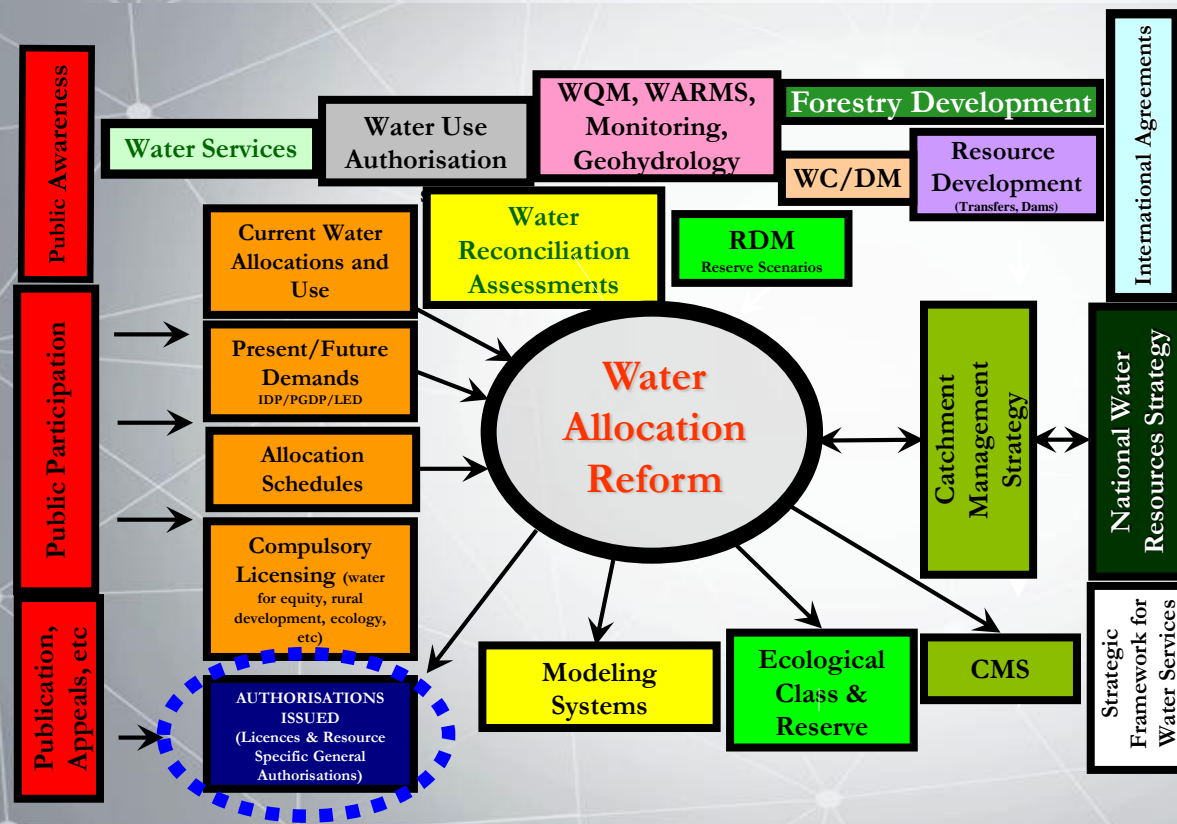 Public Awareness
Public Participation
Publication,
Appeals, etc
Water Services
Water Use
Authorisation
s
WQM, WARMS,
Monitoring,
Geohydrology
Forestry Development
WC/DM
Resource
Development
(Transfers, Dams)
International Agreements
Current Water
Allocations and
Use
Water
Reconciliation
Assessments
RDM
Reserve Scenarios
Present/Future
Demands
IDP/PGDP/LED
Allocation
Schedules
Compulsory
Licensing (water
for equity, rural
development, ecology,
etc)
AUTHORISATIONS
ISSUED
(Licences & Resource
Specific General
Authorisations)
Water
Allocation
Reform
Catchment
Management
Strategy
National Water
Resources Strategy
Modeling
Systems
Ecological
Class &
Reserve
CMS
Strategic
Framework for
Water Services